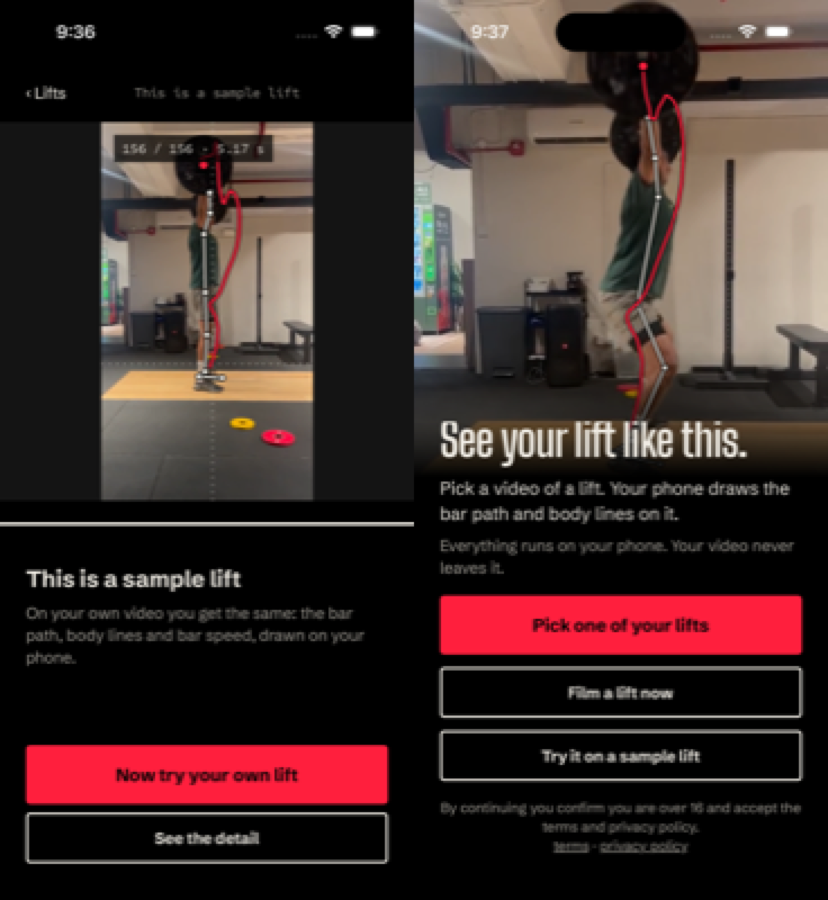 9:36
‹ Lifts
This is a sample lift
156 / 156 - 5.17 s
This is a sample lift
On your own video you get the same: the bar
path, body lines and bar speed, drawn on your
phone.
Now try your own lift
See the detail
9:37
See your lift like this.
Pick a video of a lift. Your phone draws the
bar path and body lines on it.
Everything runs on your phone. Your video never
leaves it.
Pick one of your lifts
Film a lift now
Try it on a sample lift
By continuing you confirm you are over 16 and accept the
terms and privacy policy.
terms · privacy policy